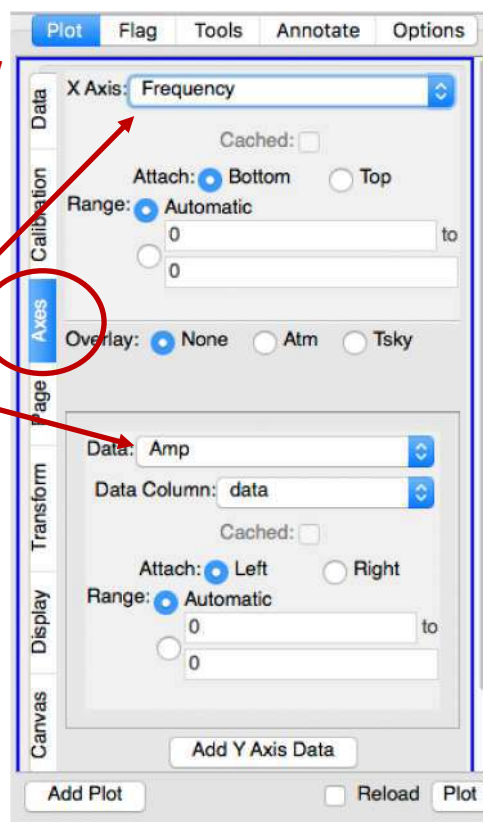 Plot Flag Tools Annotate Options
Data
Calibration
Axes
Page
Transform
Display
Canvas
X Axis: Frequency
Cached:
Attach: Bottom Top
Range: Automatic
0 to
0
Overlay: None Atm Tsky
Data: Amp
Data Column: data
Cached:
Attach: Left Right
Range: Automatic
0 to
0
Add Y Axis Data
Add Plot Reload Plot